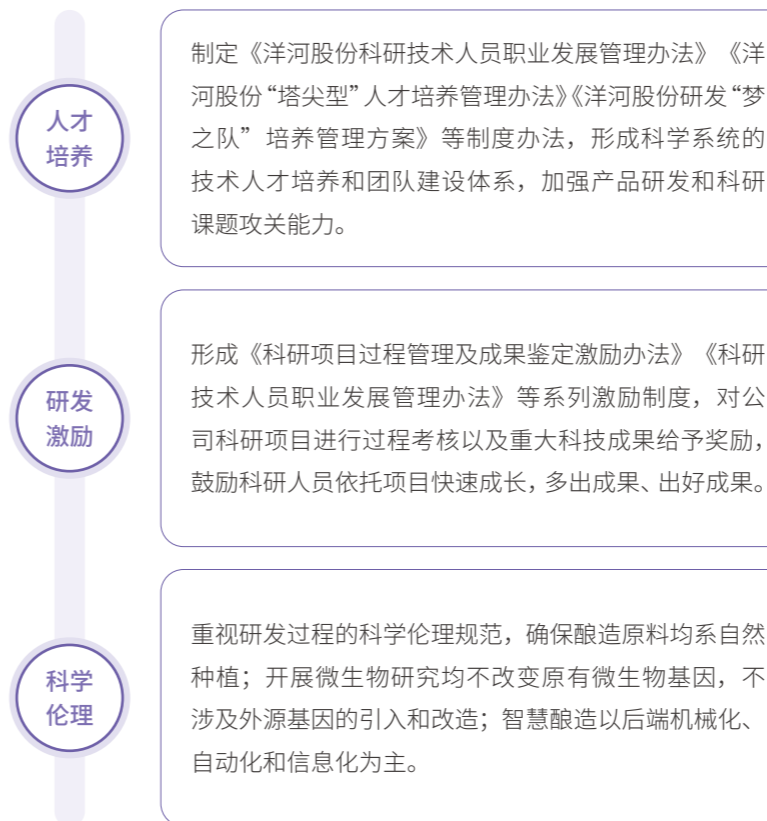 人才
培养
制定《洋河股份科研技术人员职业发展管理办法》《洋
河股份“塔尖型”人才培养管理办法》《洋河股份研发“梦
之队”培养管理方案》等制度办法，形成科学系统的
技术人才培养和团队建设体系，加强产品研发和科研
课题攻关能力。
研发
激励
形成《科研项目过程管理及成果鉴定激励办法》《科研
技术人员职业发展管理办法》等系列激励制度，对公
司科研项目进行过程考核以及重大科技成果给予奖励，
鼓励科研人员依托项目快速成长，多出成果、出好成果。
科学
伦理
重视研发过程的科学伦理规范，确保酿造原料均系自然
种植；开展微生物研究均不改变原有微生物基因，不
涉及外源基因的引入和改造；智慧酿造以后端机械化、
自动化和信息化为主。